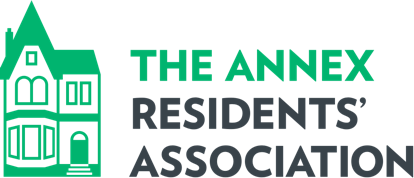 THE ANNEX
RESIDENTS’
ASSOCIATION